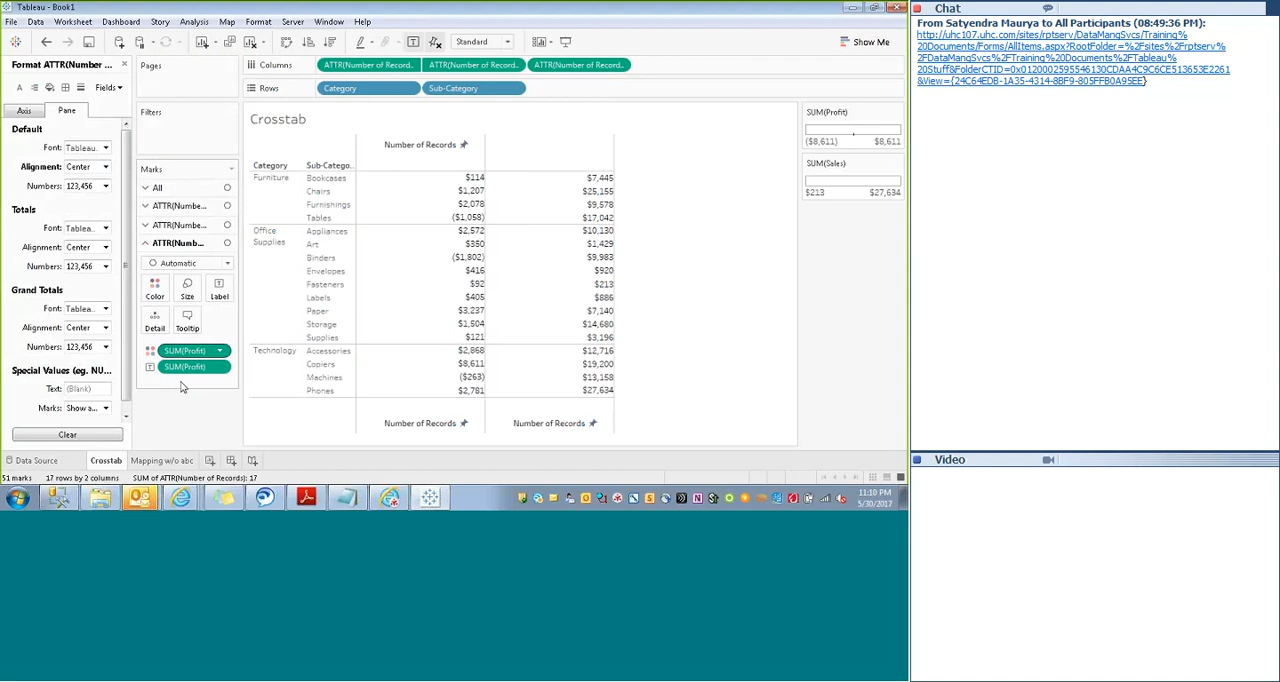 Tableau - Book1
File Data Worksheet Dashboard Story Analysis Map Format Server Window Help
Standard
Show Me
Format ATTR(Number ...
Fields
Axis Pane
Default
Font: Tableau..
Alignment: Center
Numbers: 123,456
Totals
Font: Tablea..
Alignment: Center
Numbers: 123,456
Grand Totals
Font: Tablea..
Alignment: Center
Numbers: 123,456
Special Values (eg. NU...
Text: (Blank)
Marks: Show a...
Clear
Pages
Filters
Marks
All
ATTR(Numbe...
ATTR(Numbe...
ATTR(Numb...
Automatic
Color Size Label
Detail Tooltip
SUM(Profit)
SUM(Profit)
Columns ATTR(Number of Record.. ATTR(Number of Record.. ATTR(Number of Record..
Rows Category Sub-Category
Crosstab
Number of Records
Category Sub-Catego..
Furniture Bookcases $114 $7,445
Chairs $1,207 $25,155
Furnishings $2,078 $9,578
Tables ($1,058) $17,042
Office Supplies Appliances $2,572 $10,130
Art $350 $1,429
Binders ($1,802) $9,983
Envelopes $416 $920
Fasteners $92 $213
Labels $405 $886
Paper $3,237 $7,140
Storage $1,504 $14,680
Supplies $121 $3,196
Technology Accessories $2,868 $12,716
Copiers $8,611 $19,200
Machines ($263) $13,158
Phones $2,781 $27,634
Number of Records Number of Records
SUM(Profit)
($8,611) $8,611
SUM(Sales)
$213 $27,634
Data Source Crosstab Mapping w/o abc
51 marks 17 rows by 2 columns SUM of ATTR(Number of Records): 17
11:10 PM
5/30/2017
Chat
From Satyendra Maurya to All Participants (08:49:36 PM):
http://uhc107.uhc.com/sites/rptserv/DataMangSvcs/Training%
20Documents/Forms/AllItems.aspx?RootFolder=%2Fsites%2Frptserv%
2FDataMangSvcs%2FTraining%20Documents%2FTableau%
20Stuff&FolderCTID=0x0120002595546130CDAA4C9C6CE513653E2261
&View={24C64EDB-1A35-4314-8BF9-805FFB0A95EE}
Video